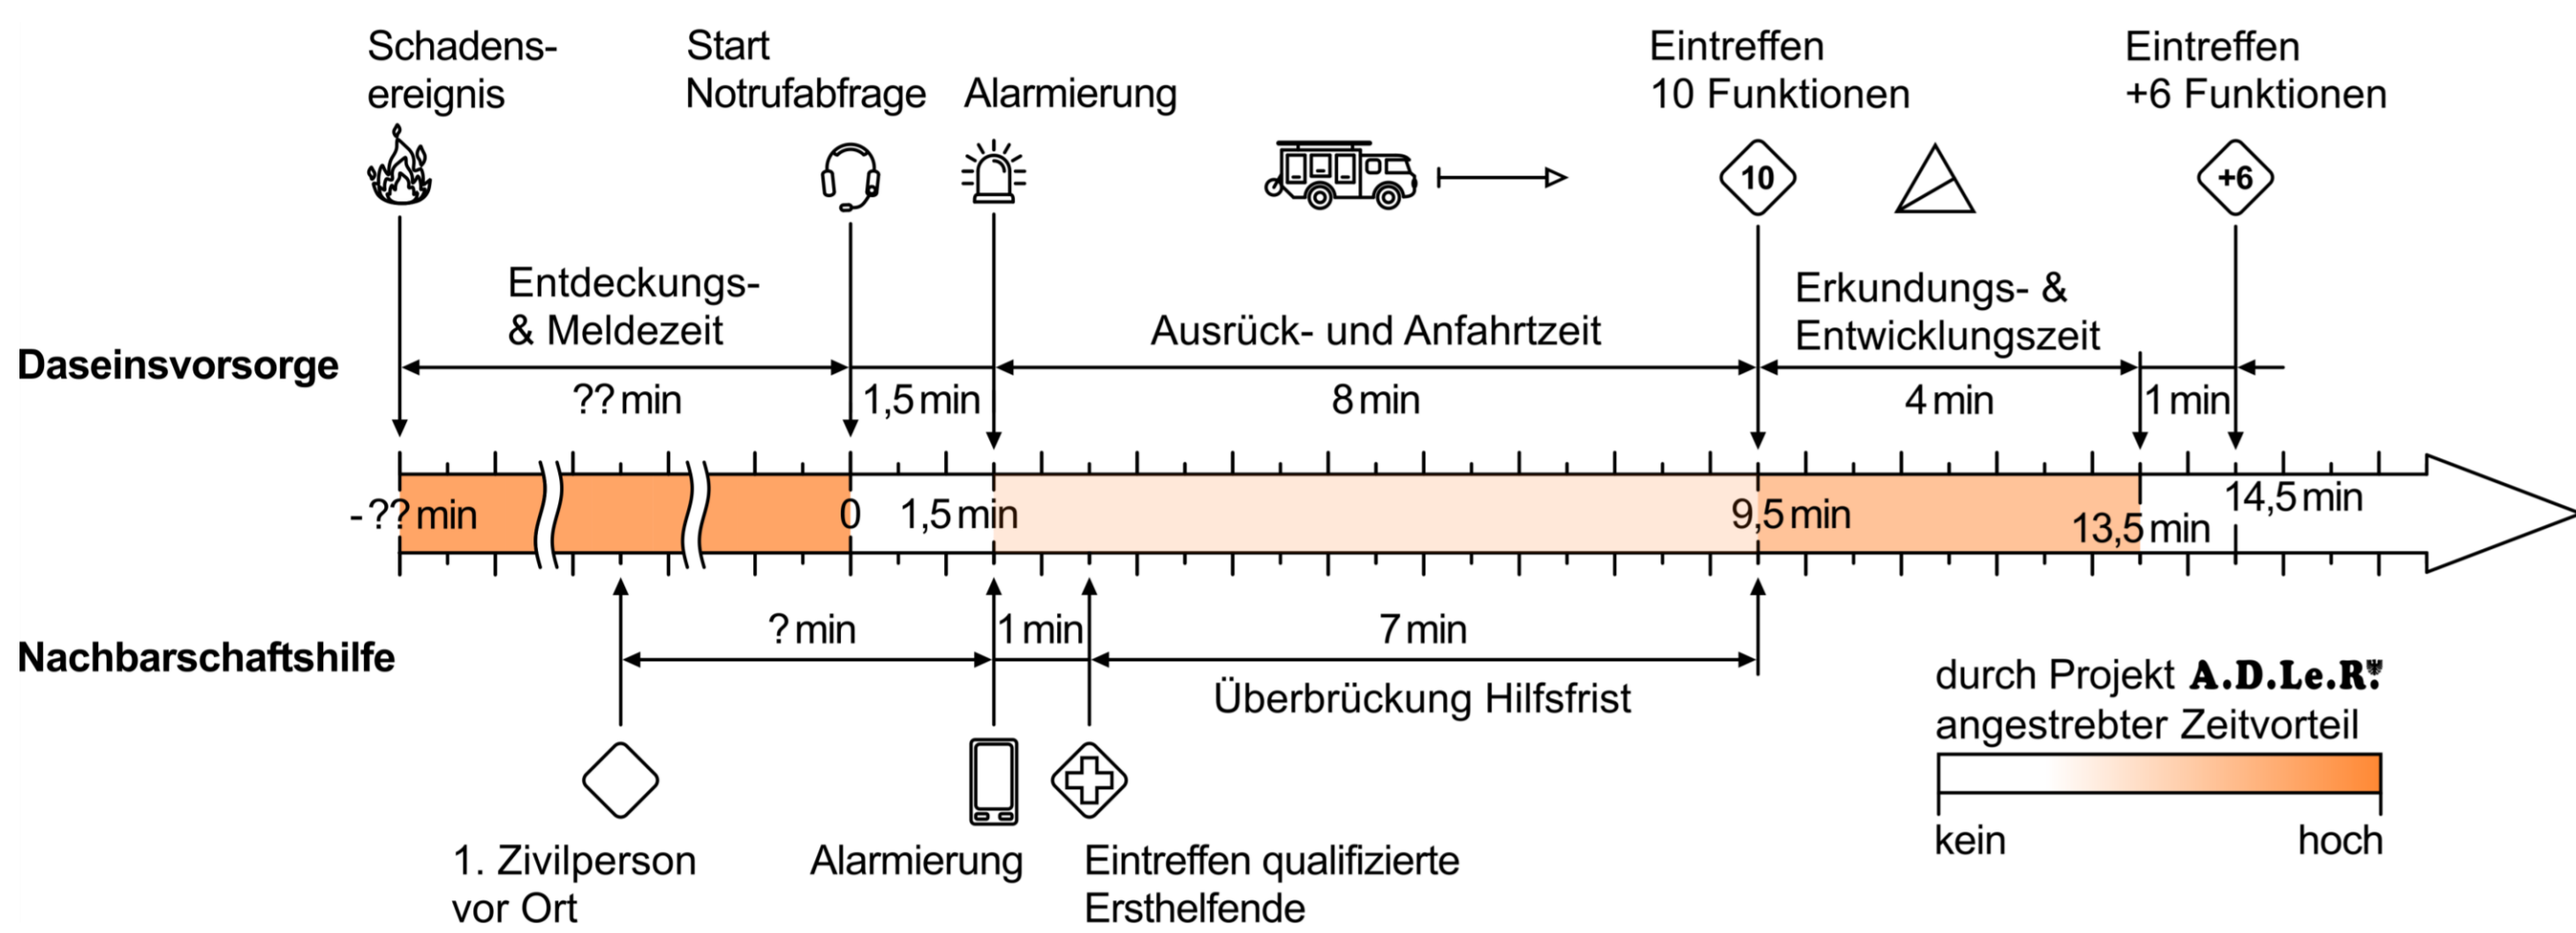 Schadens-
ereignis
Start
Notrufabfrage
Alarmierung
Eintreffen
10 Funktionen
Eintreffen
+6 Funktionen
10
+6
Entdeckungs-
& Meldezeit
Ausrück- und Anfahrtzeit
Erkundungs- &
Entwicklungszeit
Daseinsvorsorge
?? min
1,5 min
8 min
4 min
1 min
- ?? min
0
1,5 min
9,5 min
13,5 min
14,5 min
? min
1 min
7 min
Nachbarschaftshilfe
Überbrückung Hilfsfrist
durch Projekt A.D.Le.R.
angestrebter Zeitvorteil
kein
hoch
1. Zivilperson
vor Ort
Alarmierung
Eintreffen qualifizierte
Ersthelfende